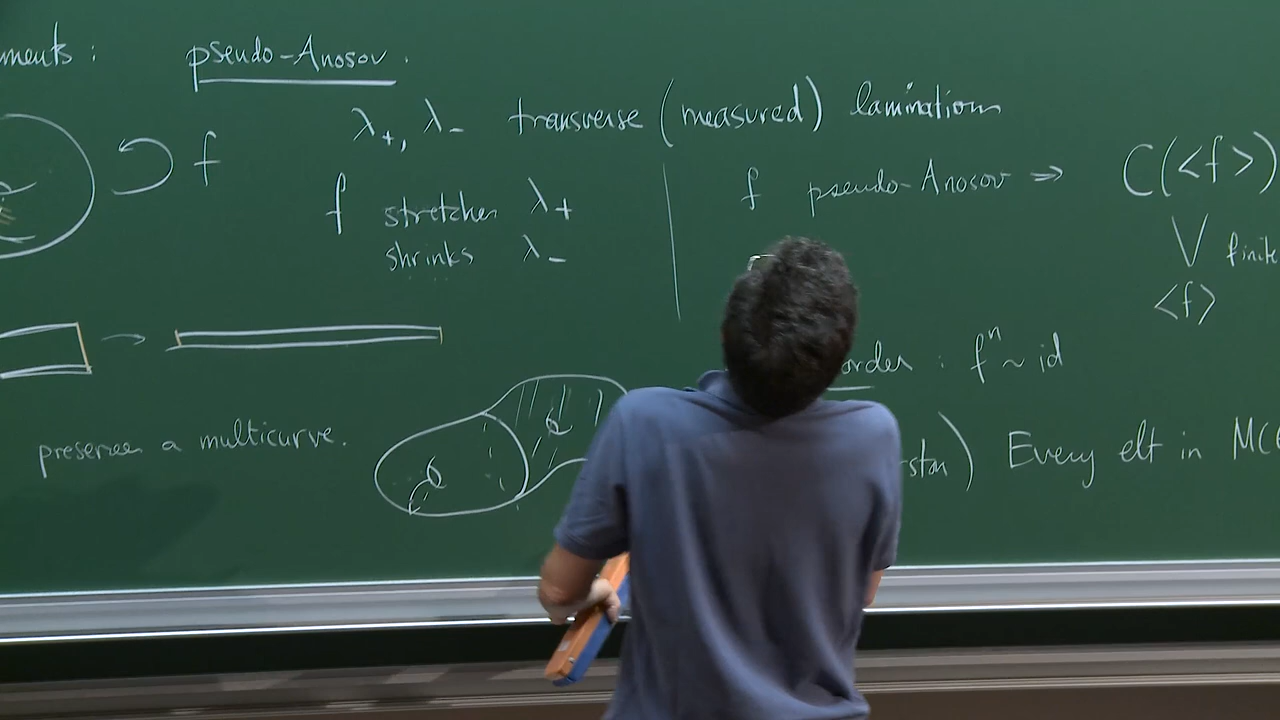 ments : pseudo-Anosov.
λ₊, λ₋ transverse (measured) laminations
f
f stretches λ₊
shrinks λ₋
f pseudo-Anosov ⇒ C(<f>)
V finite
<f>
order : fⁿ ~ id
preserves a multicurve.
rston) Every elt in MC